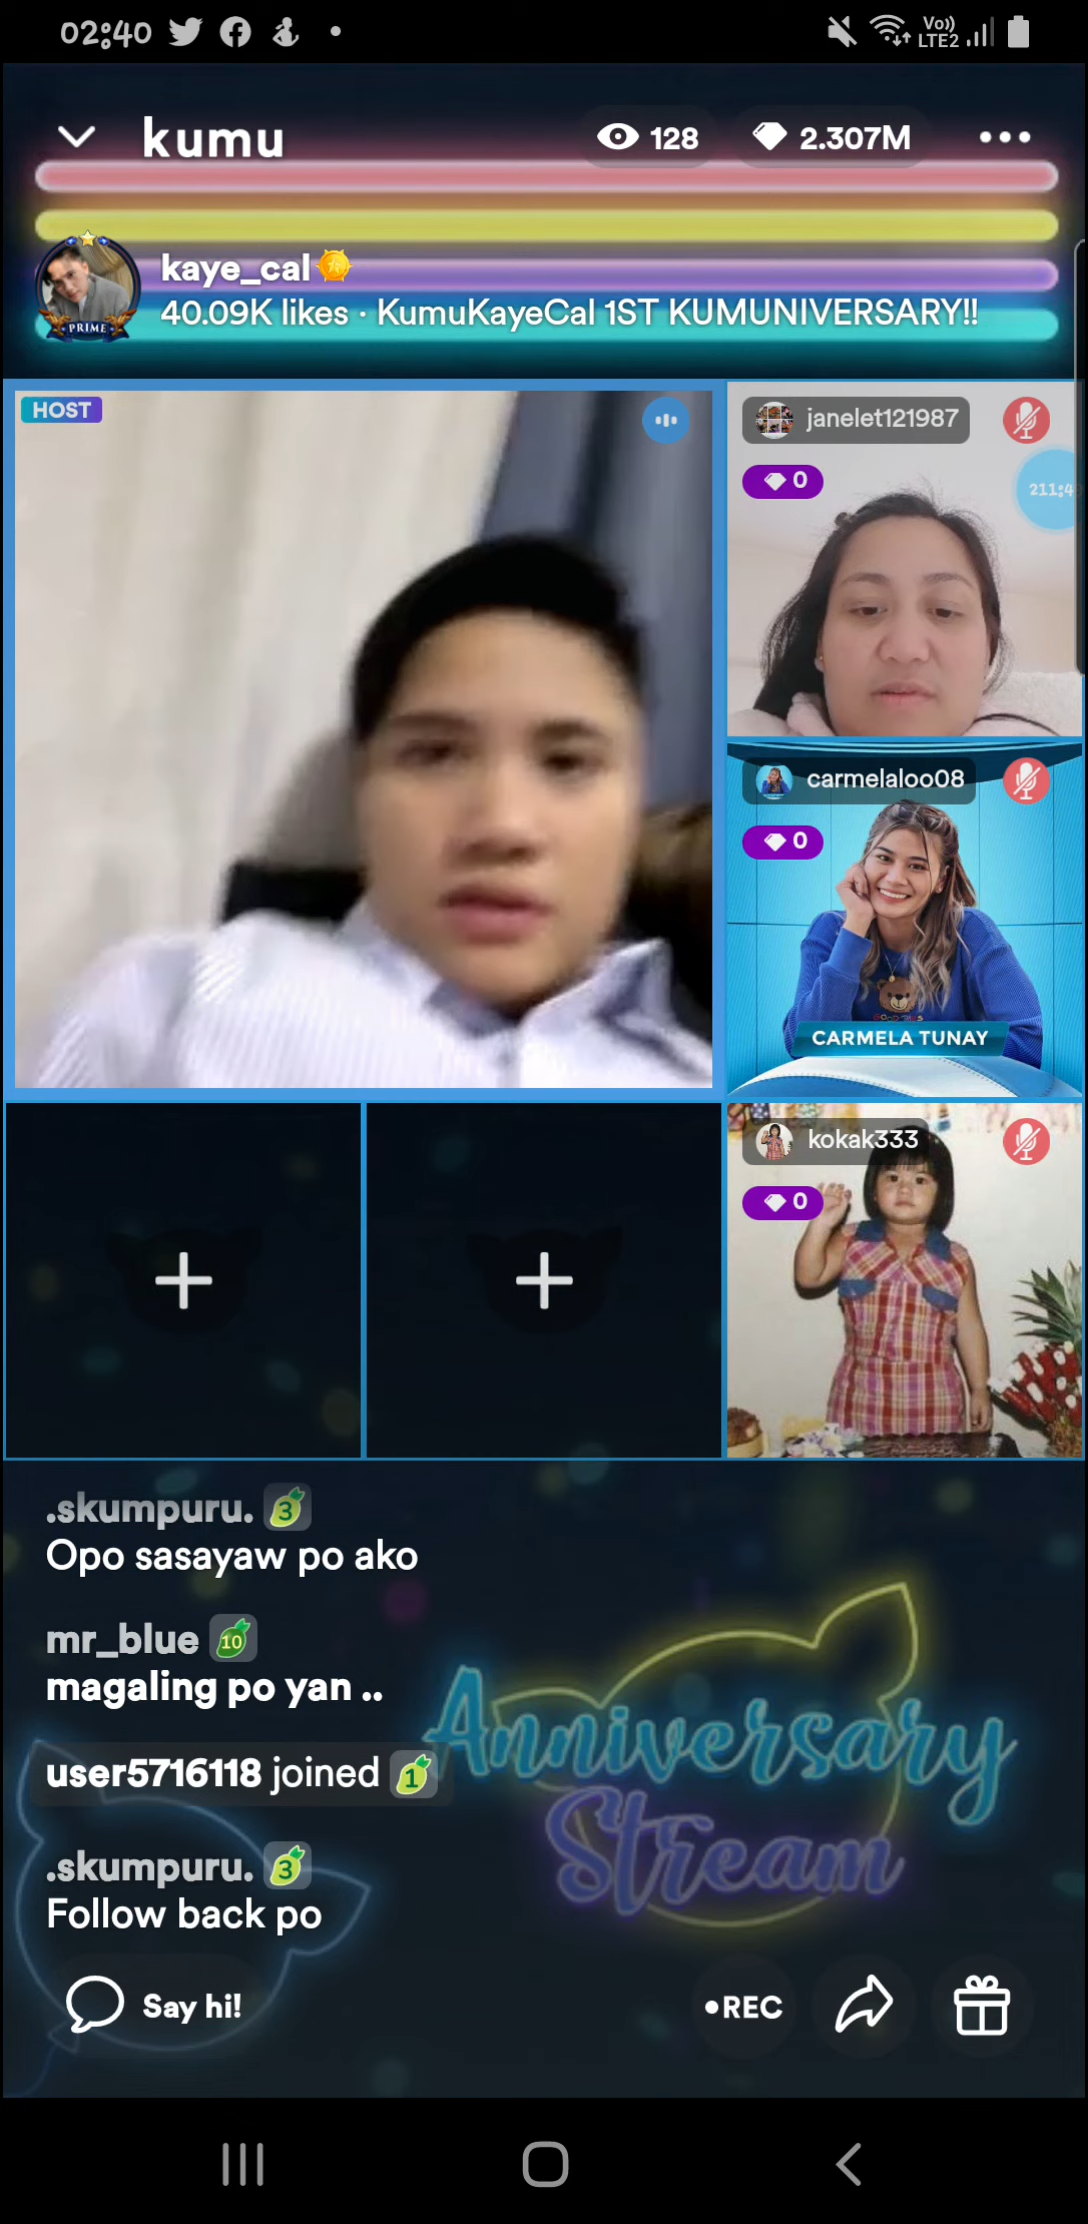 02:40
Vo))
LTE2
kumu
128
2.307M
kaye_cal
PRIME
40.09K likes · KumuKayeCal 1ST KUMUNIVERSARY!!
HOST
janelet121987
0
carmelaloo08
0
CARMELA TUNAY
kokak333
0
.skumpuru. 3
Opo sasayaw po ako
mr_blue 10
magaling po yan ..
user5716118 joined 1
.skumpuru. 3
Follow back po
Anniversary
Stream
Say hi!
•REC